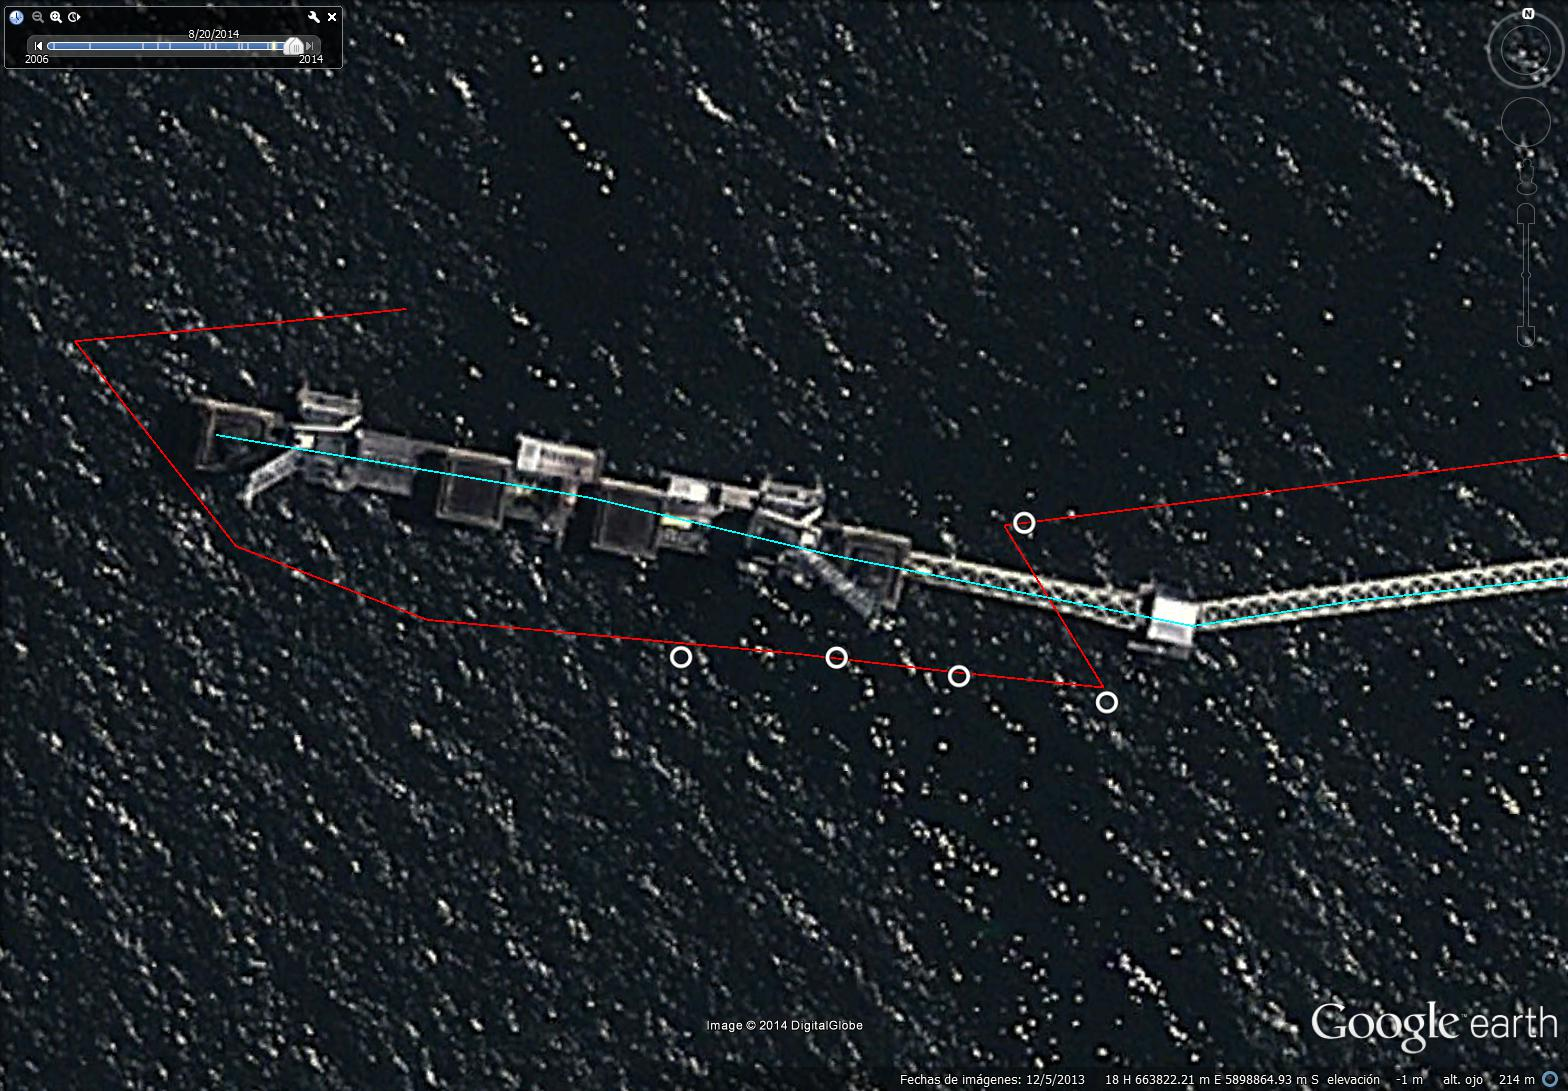 8/20/2014
2006
2014
N
Image © 2014 DigitalGlobe
Google earth
Fechas de imágenes: 12/5/2013 18 H 663822.21 m E 5898864.93 m S elevación -1 m alt. ojo 214 m